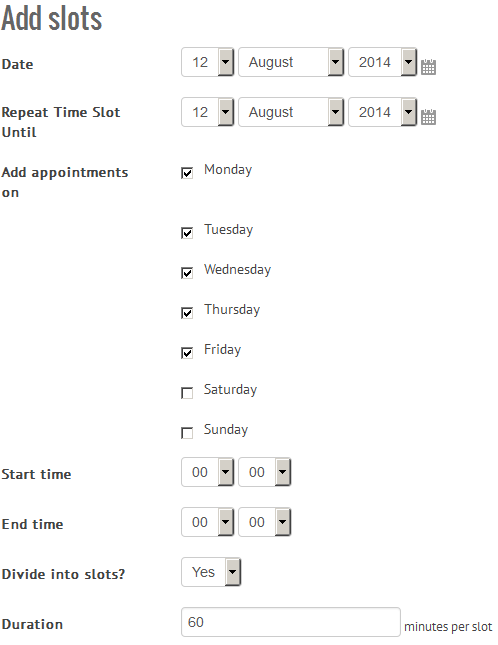 Add slots
Date 12 August 2014
Repeat Time Slot Until 12 August 2014
Add appointments on Monday
Tuesday
Wednesday
Thursday
Friday
Saturday
Sunday
Start time 00 00
End time 00 00
Divide into slots? Yes
Duration 60 minutes per slot